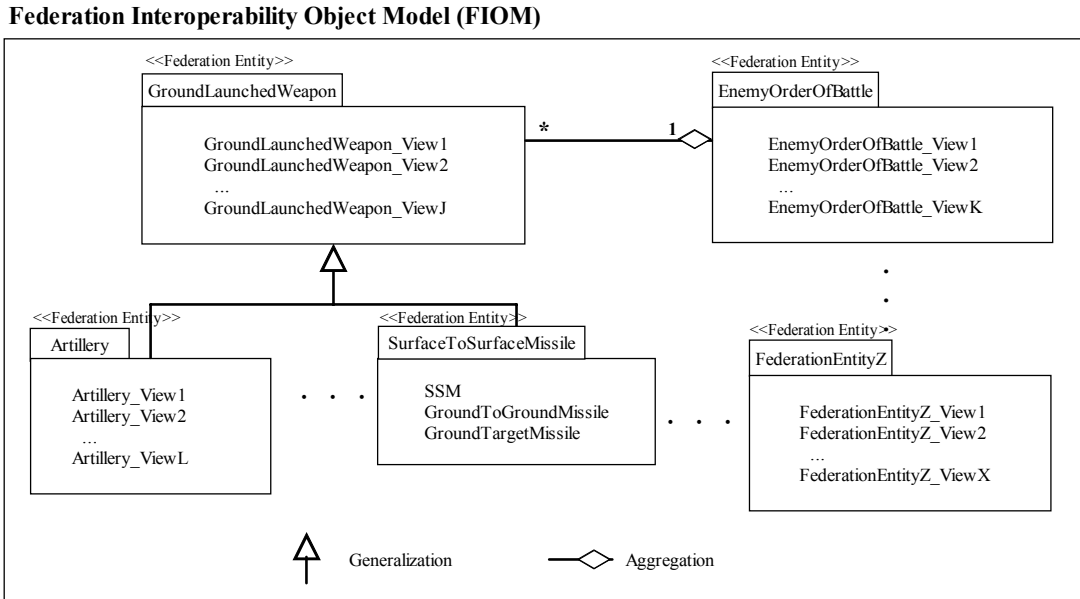 Federation Interoperability Object Model (FIOM)
<<Federation Entity>>
GroundLaunchedWeapon
GroundLaunchedWeapon_View1
GroundLaunchedWeapon_View2
...
GroundLaunchedWeapon_ViewJ
* 1
<<Federation Entity>>
EnemyOrderOfBattle
EnemyOrderOfBattle_View1
EnemyOrderOfBattle_View2
...
EnemyOrderOfBattle_ViewK
<<Federation Entity>>
Artillery
Artillery_View1
Artillery_View2
...
Artillery_ViewL
. . .
<<Federation Entity>>
SurfaceToSurfaceMissile
SSM
GroundToGroundMissile
GroundTargetMissile
. . .
<<Federation Entity>>
FederationEntityZ
FederationEntityZ_View1
FederationEntityZ_View2
...
FederationEntityZ_ViewX
Generalization
Aggregation